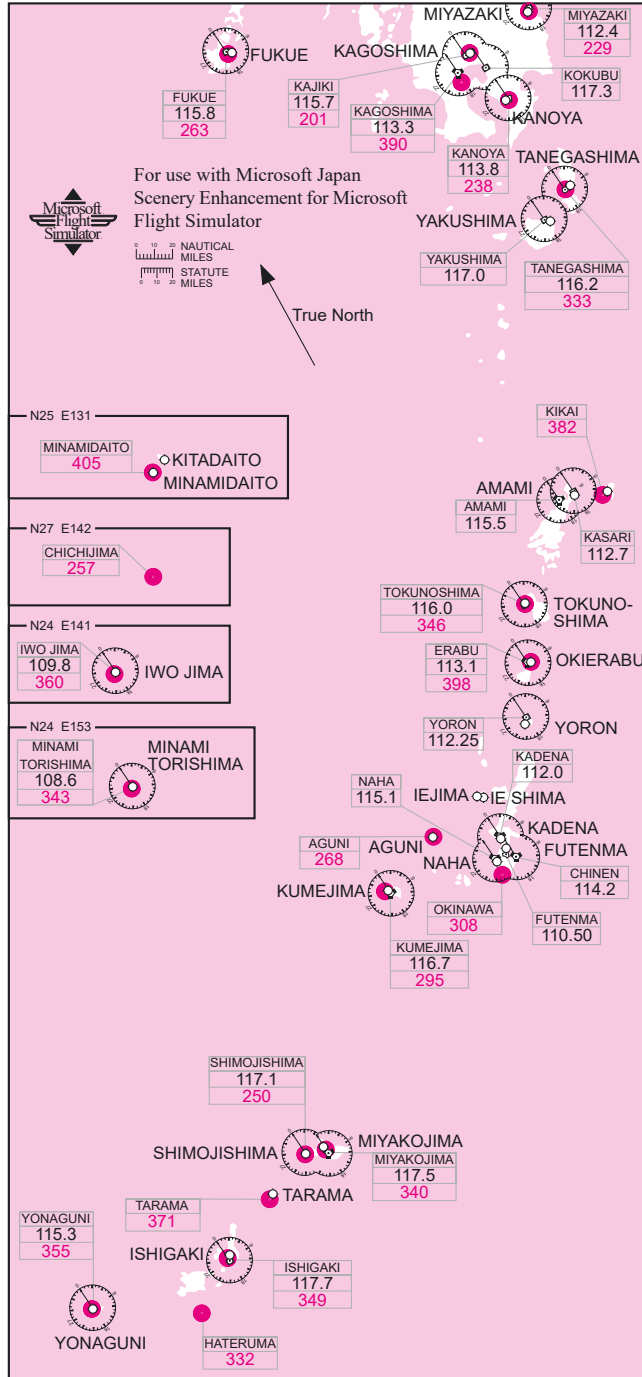 MIYAZAKI
MIYAZAKI
112.4
229
KAGOSHIMA
FUKUE
KOKUBU
117.3
FUKUE
115.8
263
KAJIKI
115.7
201
KAGOSHIMA
113.3
390
KANOYA
KANOYA
113.8
238
TANEGASHIMA
For use with Microsoft Japan
Scenery Enhancement for Microsoft
Flight Simulator
Microsoft
Flight
Simulator
0 10 20 NAUTICAL
MILES
STATUTE
MILES
0 10 20
YAKUSHIMA
YAKUSHIMA
117.0
TANEGASHIMA
116.2
333
True North
N25 E131
MINAMIDAITO
405
KITADAITO
MINAMIDAITO
KIKAI
382
AMAMI
AMAMI
115.5
KASARI
112.7
N27 E142
CHICHIJIMA
257
TOKUNOSHIMA
116.0
346
TOKUNO-
SHIMA
N24 E141
IWO JIMA
109.8
360
IWO JIMA
ERABU
113.1
398
OKIERABU
YORON
112.25
YORON
N24 E153
MINAMI
TORISHIMA
108.6
343
MINAMI
TORISHIMA
KADENA
112.0
NAHA
115.1
IEJIMA
IE SHIMA
KADENA
AGUNI
268
AGUNI
NAHA
FUTENMA
CHINEN
114.2
KUMEJIMA
OKINAWA
308
FUTENMA
110.50
KUMEJIMA
116.7
295
SHIMOJISHIMA
117.1
250
SHIMOJISHIMA
MIYAKOJIMA
MIYAKOJIMA
117.5
340
TARAMA
371
TARAMA
YONAGUNI
115.3
355
ISHIGAKI
ISHIGAKI
117.7
349
YONAGUNI
HATERUMA
332